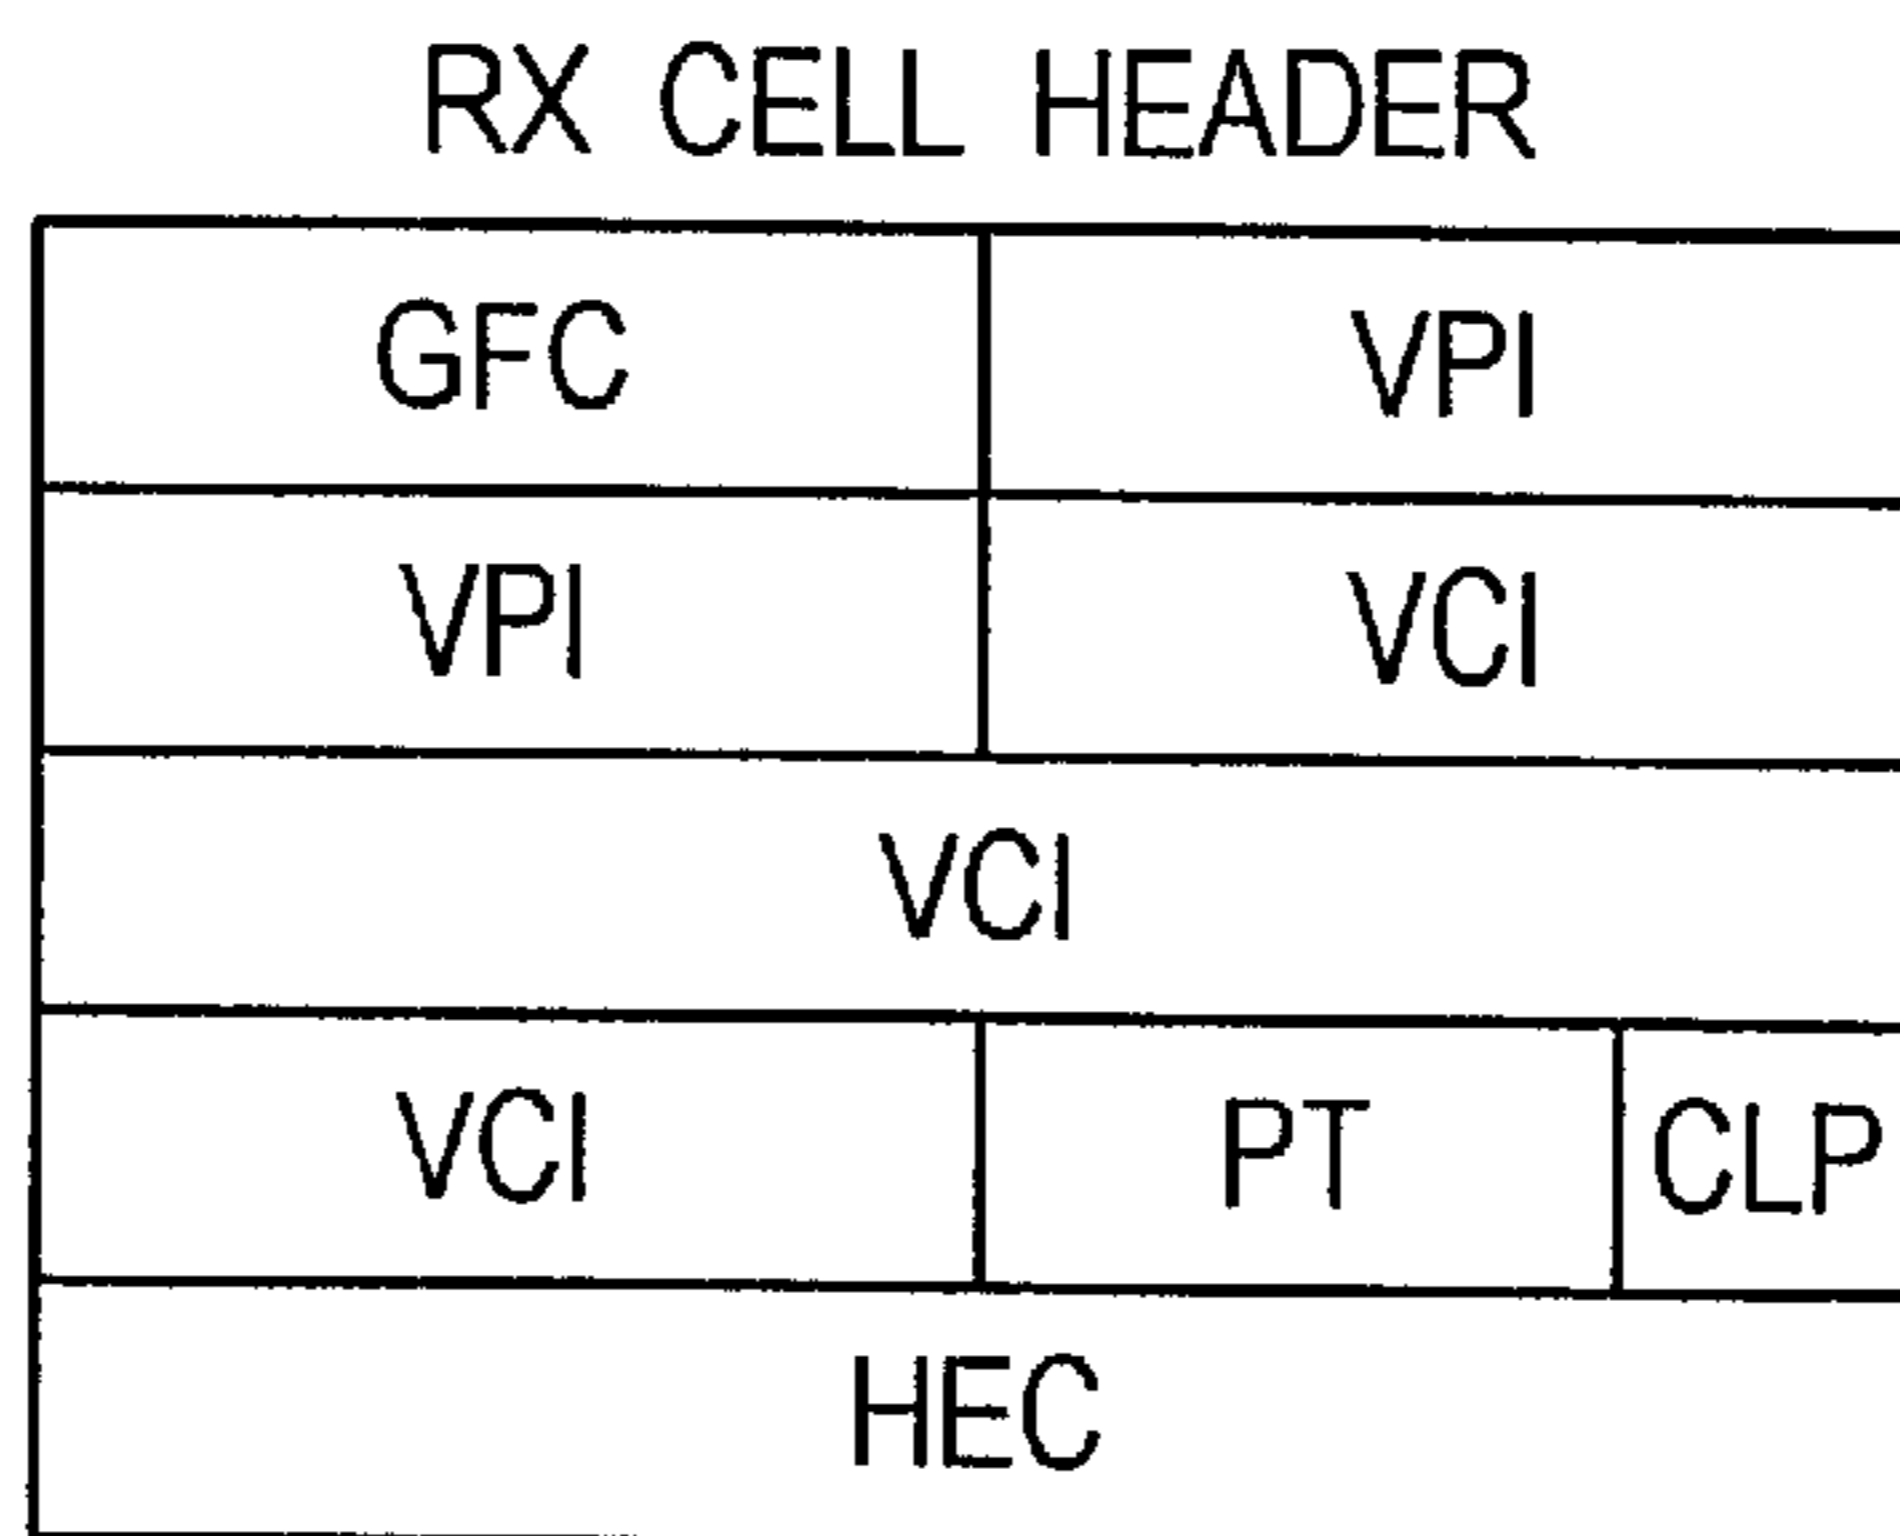 RX CELL HEADER
GFC VPI
VPI VCI
VCI
VCI PT CLP
HEC